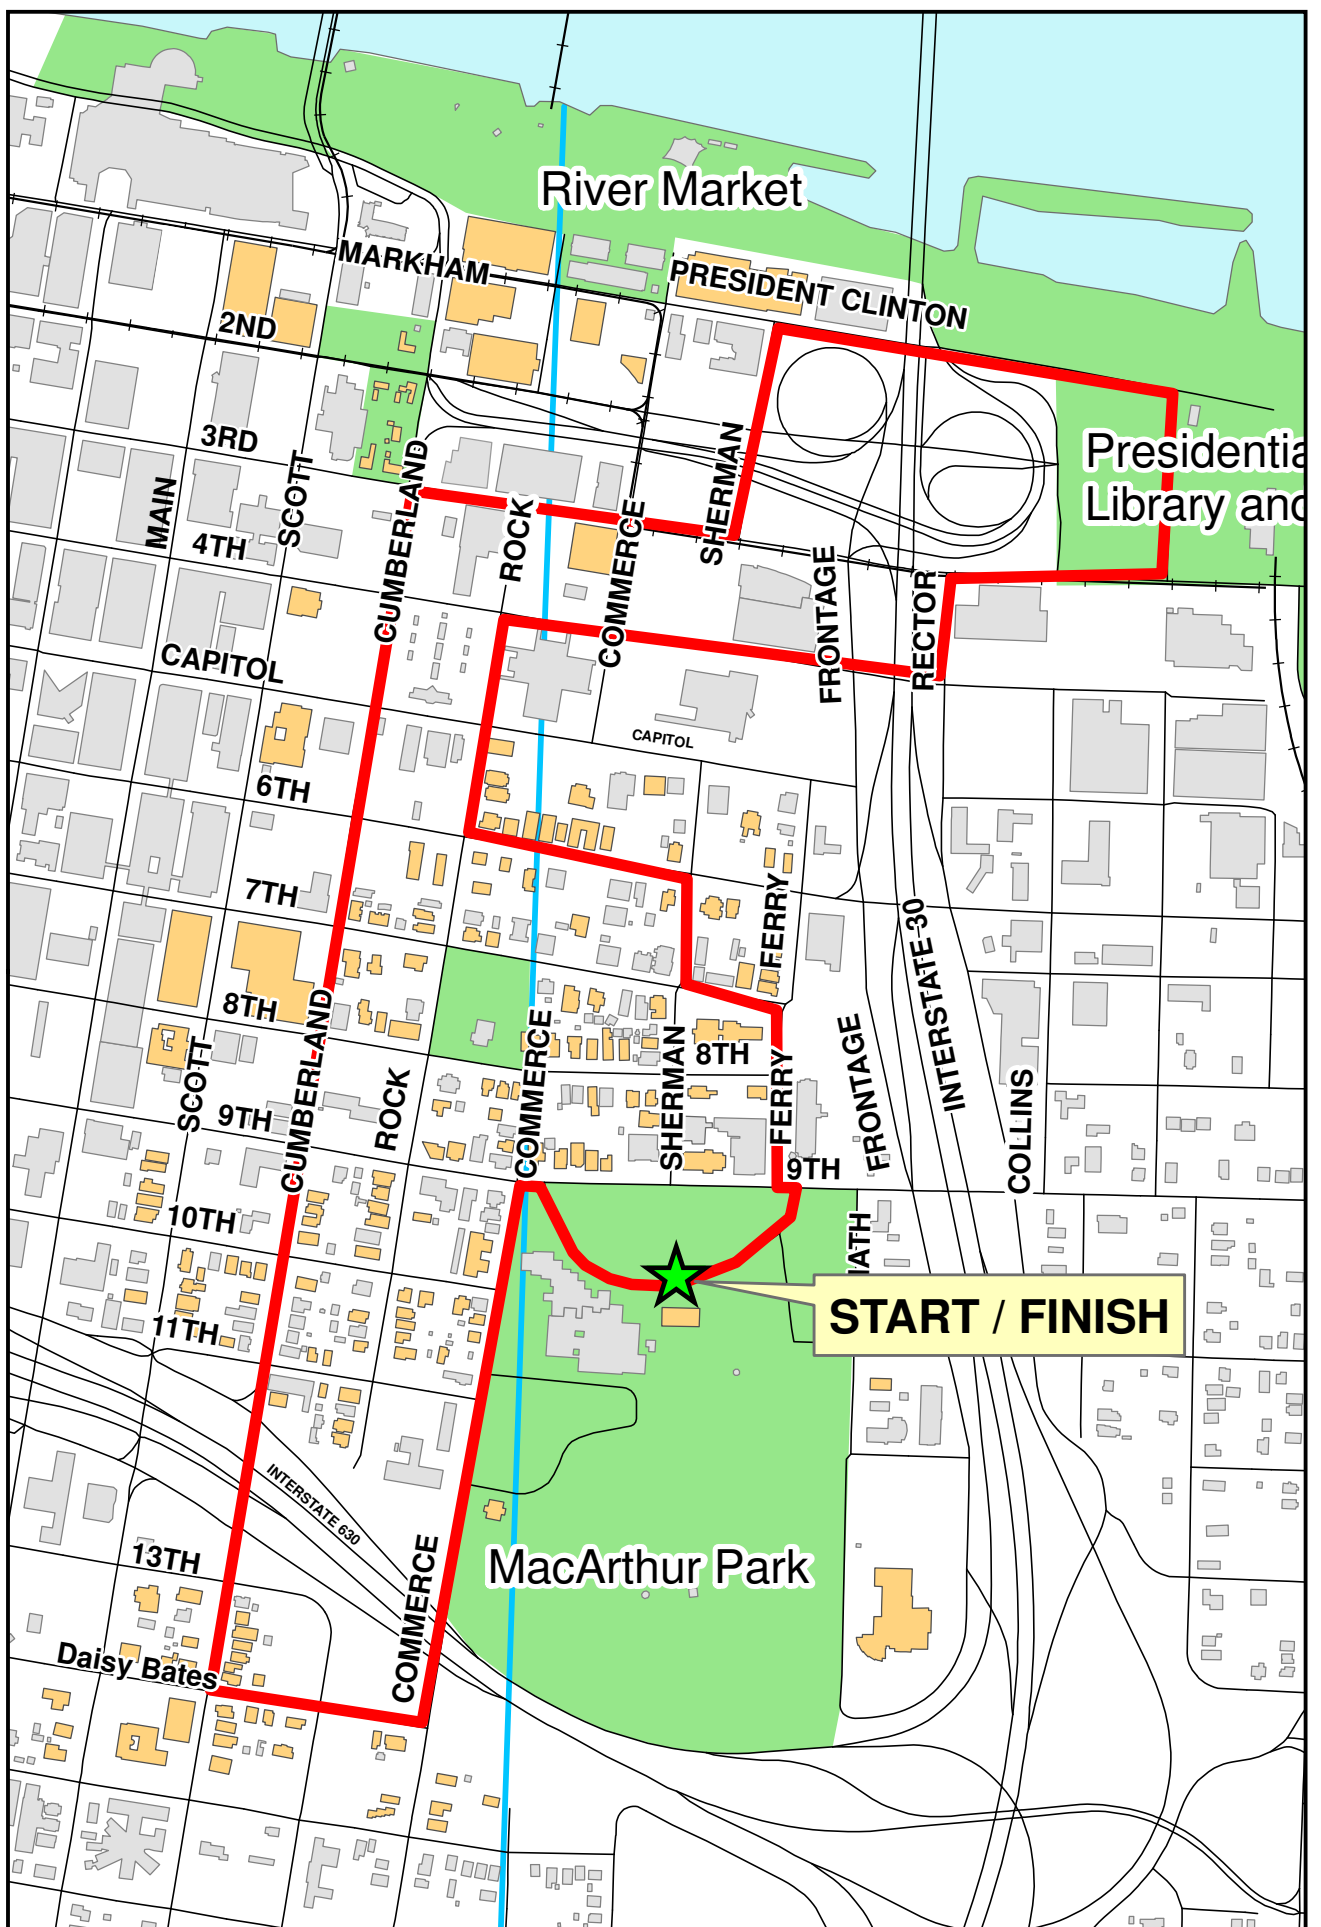 River Market
MARKHAM
PRESIDENT CLINTON
2ND
3RD
Presidentia
Library and
MAIN
SCOTT
CUMBERLAND
ROCK
COMMERCE
SHERMAN
4TH
FRONTAGE
RECTOR
CAPITOL
CAPITOL
6TH
7TH
FERRY
INTERSTATE 30
8TH
CUMBERLAND
SCOTT
ROCK
COMMERCE
SHERMAN
8TH
FERRY
FRONTAGE
COLLINS
9TH
9TH
10TH
IATH
11TH
START / FINISH
INTERSTATE 630
13TH
COMMERCE
MacArthur Park
Daisy Bates